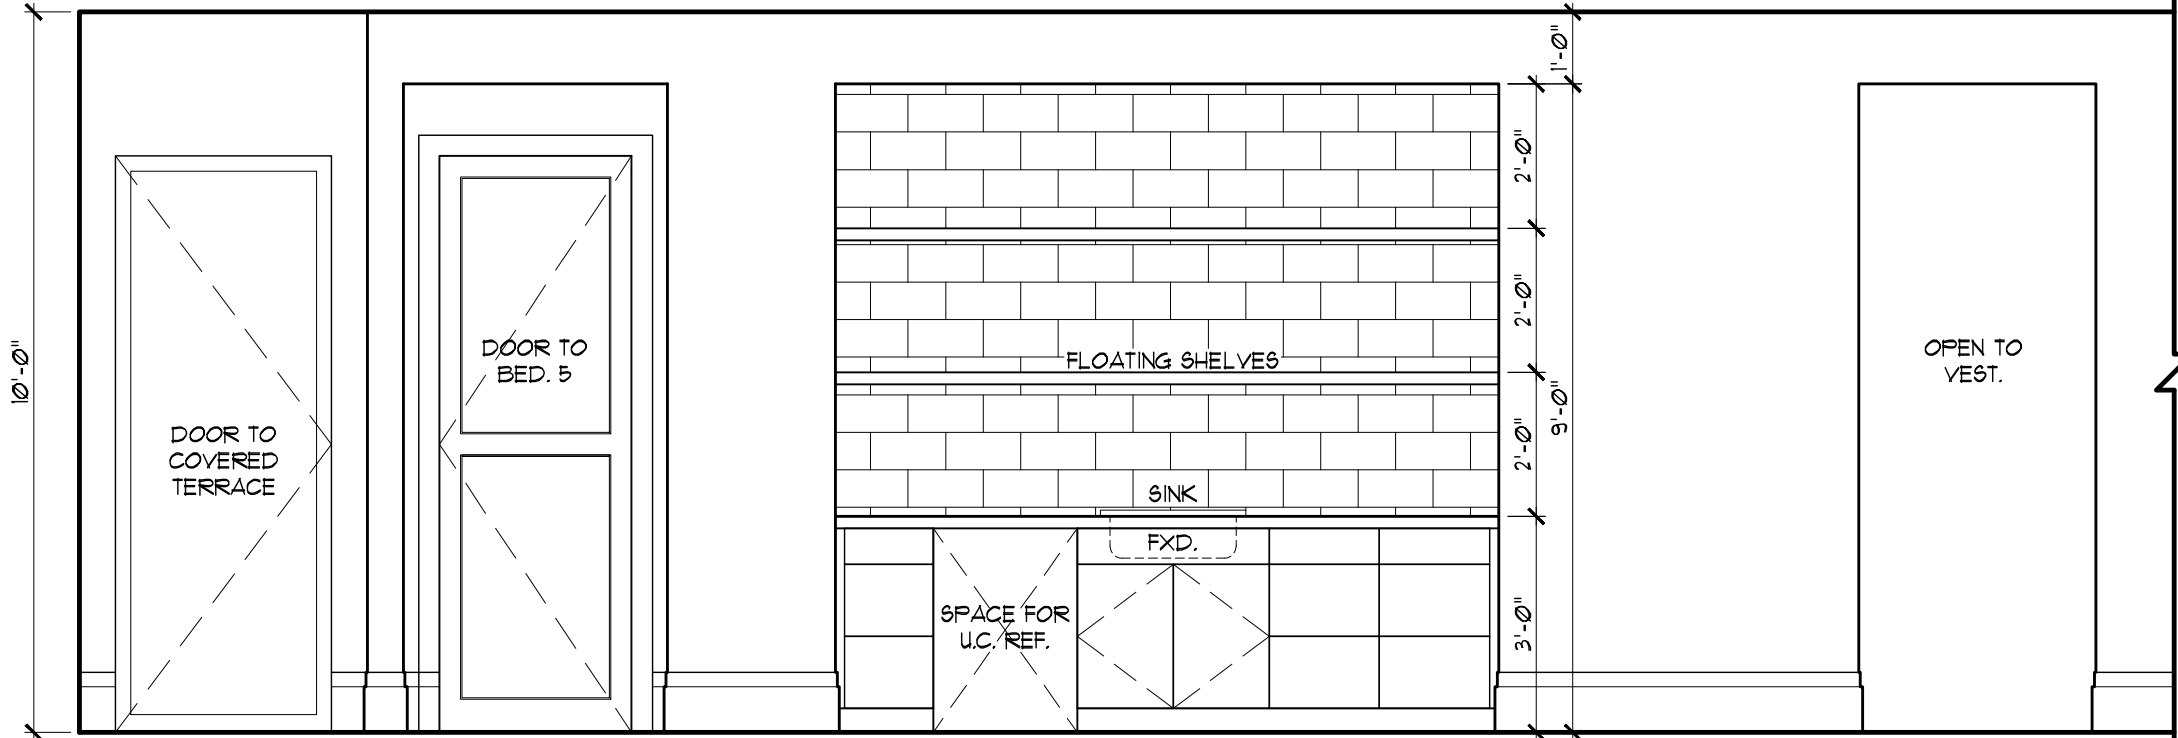 10'-0"
DOOR TO
COVERED
TERRACE
DOOR TO
BED. 5
FLOATING SHELVES
SINK
FXD.
SPACE FOR
U.C. REF.
2'-0"
2'-0"
2'-0"
3'-0"
1'-0"
9'-0"
OPEN TO
VEST.